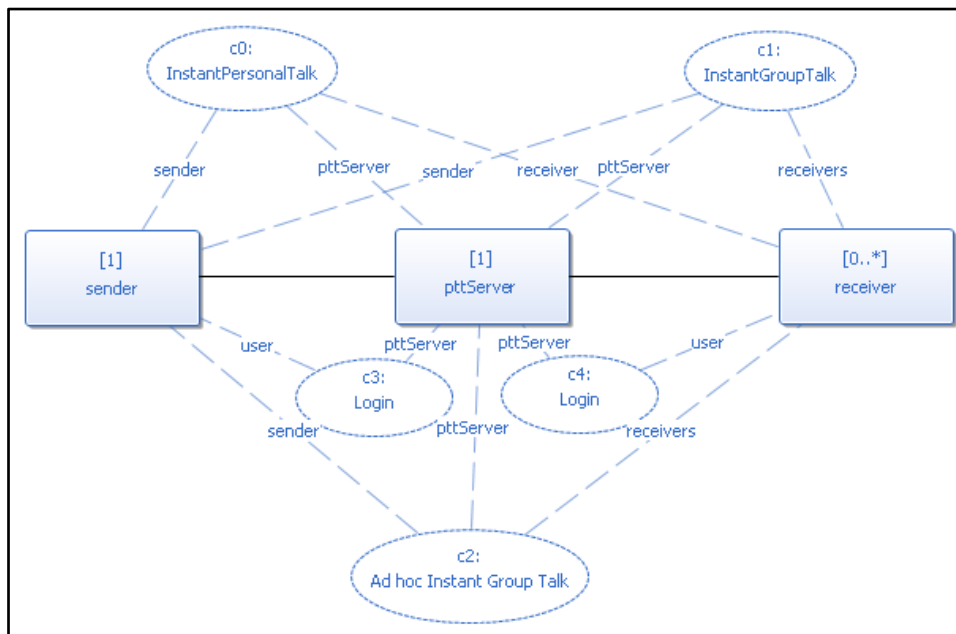 c0:
InstantPersonalTalk
c1:
InstantGroupTalk
sender
pttServer
sender
receiver
pttServer
receivers
[1]
sender
[1]
pttServer
[0..*]
receiver
user
pttServer
pttServer
user
c3:
Login
c4:
Login
sender
pttServer
receivers
c2:
Ad hoc Instant Group Talk